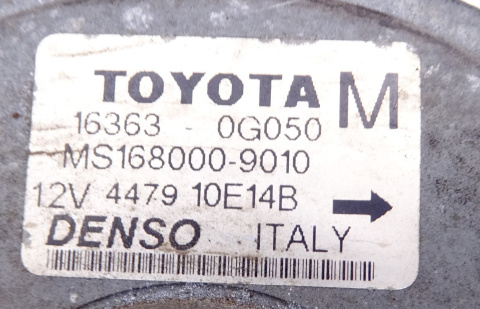 TOYOTA M
16363 - 0G050
MS168000-9010
12V 4479 10E14B
DENSO ITALY